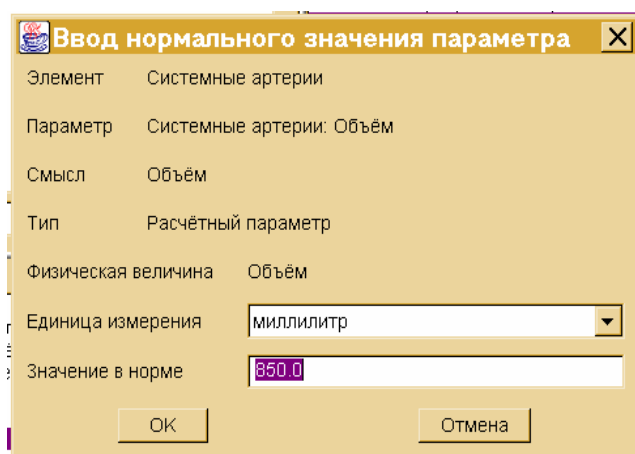 Ввод нормального значения параметра
Элемент Системные артерии
Параметр Системные артерии: Объём
Смысл Объём
Тип Расчётный параметр
Физическая величина Объём
Единица измерения миллилитр
Значение в норме 850.0
OK Отмена